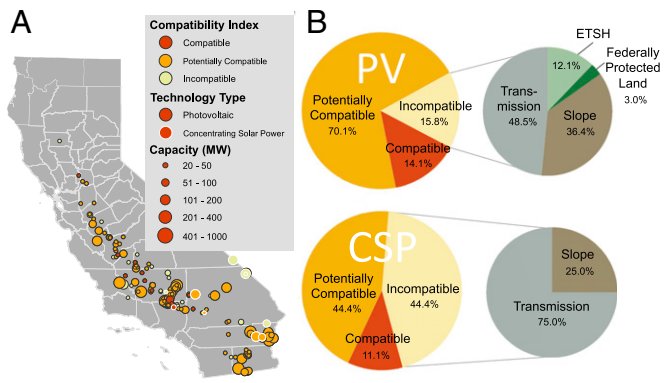 A
Compatibility Index
Compatible
Potentially Compatible
Incompatible
Technology Type
Photovoltaic
Concentrating Solar Power
Capacity (MW)
20 - 50
51 - 100
101 - 200
201 - 400
401 - 1000
B
PV
Potentially
Compatible
70.1%
Incompatible
15.8%
Compatible
14.1%
ETSH
12.1%
Federally
Protected
Land
3.0%
Trans-
mission
48.5%
Slope
36.4%
CSP
Potentially
Compatible
44.4%
Incompatible
44.4%
Compatible
11.1%
Slope
25.0%
Transmission
75.0%